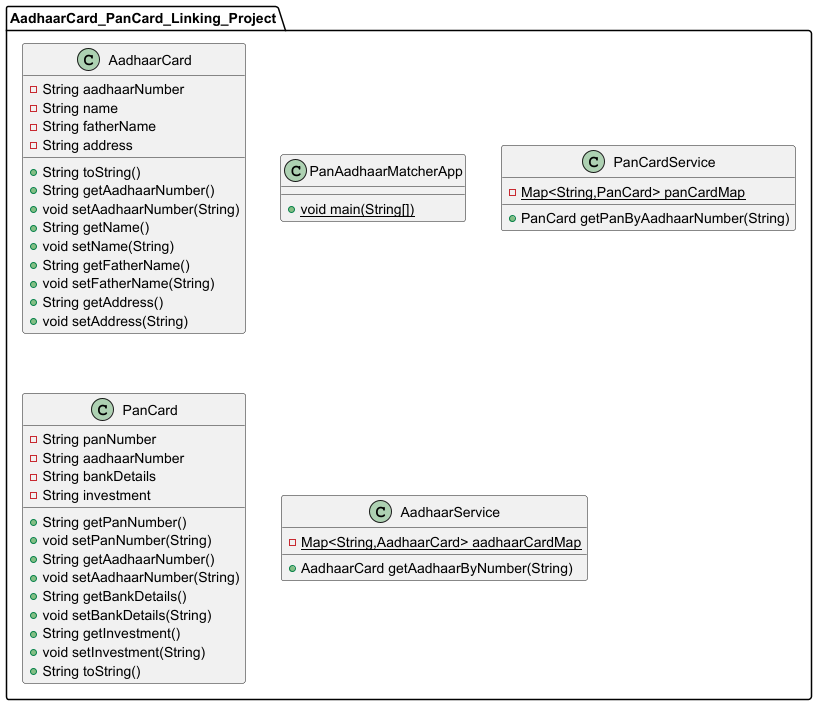 AadhaarCard_PanCard_Linking_Project
C AadhaarCard
String aadhaarNumber
String name
String fatherName
String address
String toString()
String getAadhaarNumber()
void setAadhaarNumber(String)
String getName()
void setName(String)
String getFatherName()
void setFatherName(String)
String getAddress()
void setAddress(String)
C PanAadhaarMatcherApp
void main(String[])
C PanCardService
Map<String,PanCard> panCardMap
PanCard getPanByAadhaarNumber(String)
C PanCard
String panNumber
String aadhaarNumber
String bankDetails
String investment
String getPanNumber()
void setPanNumber(String)
String getAadhaarNumber()
void setAadhaarNumber(String)
String getBankDetails()
void setBankDetails(String)
String getInvestment()
void setInvestment(String)
String toString()
C AadhaarService
Map<String,AadhaarCard> aadhaarCardMap
AadhaarCard getAadhaarByNumber(String)